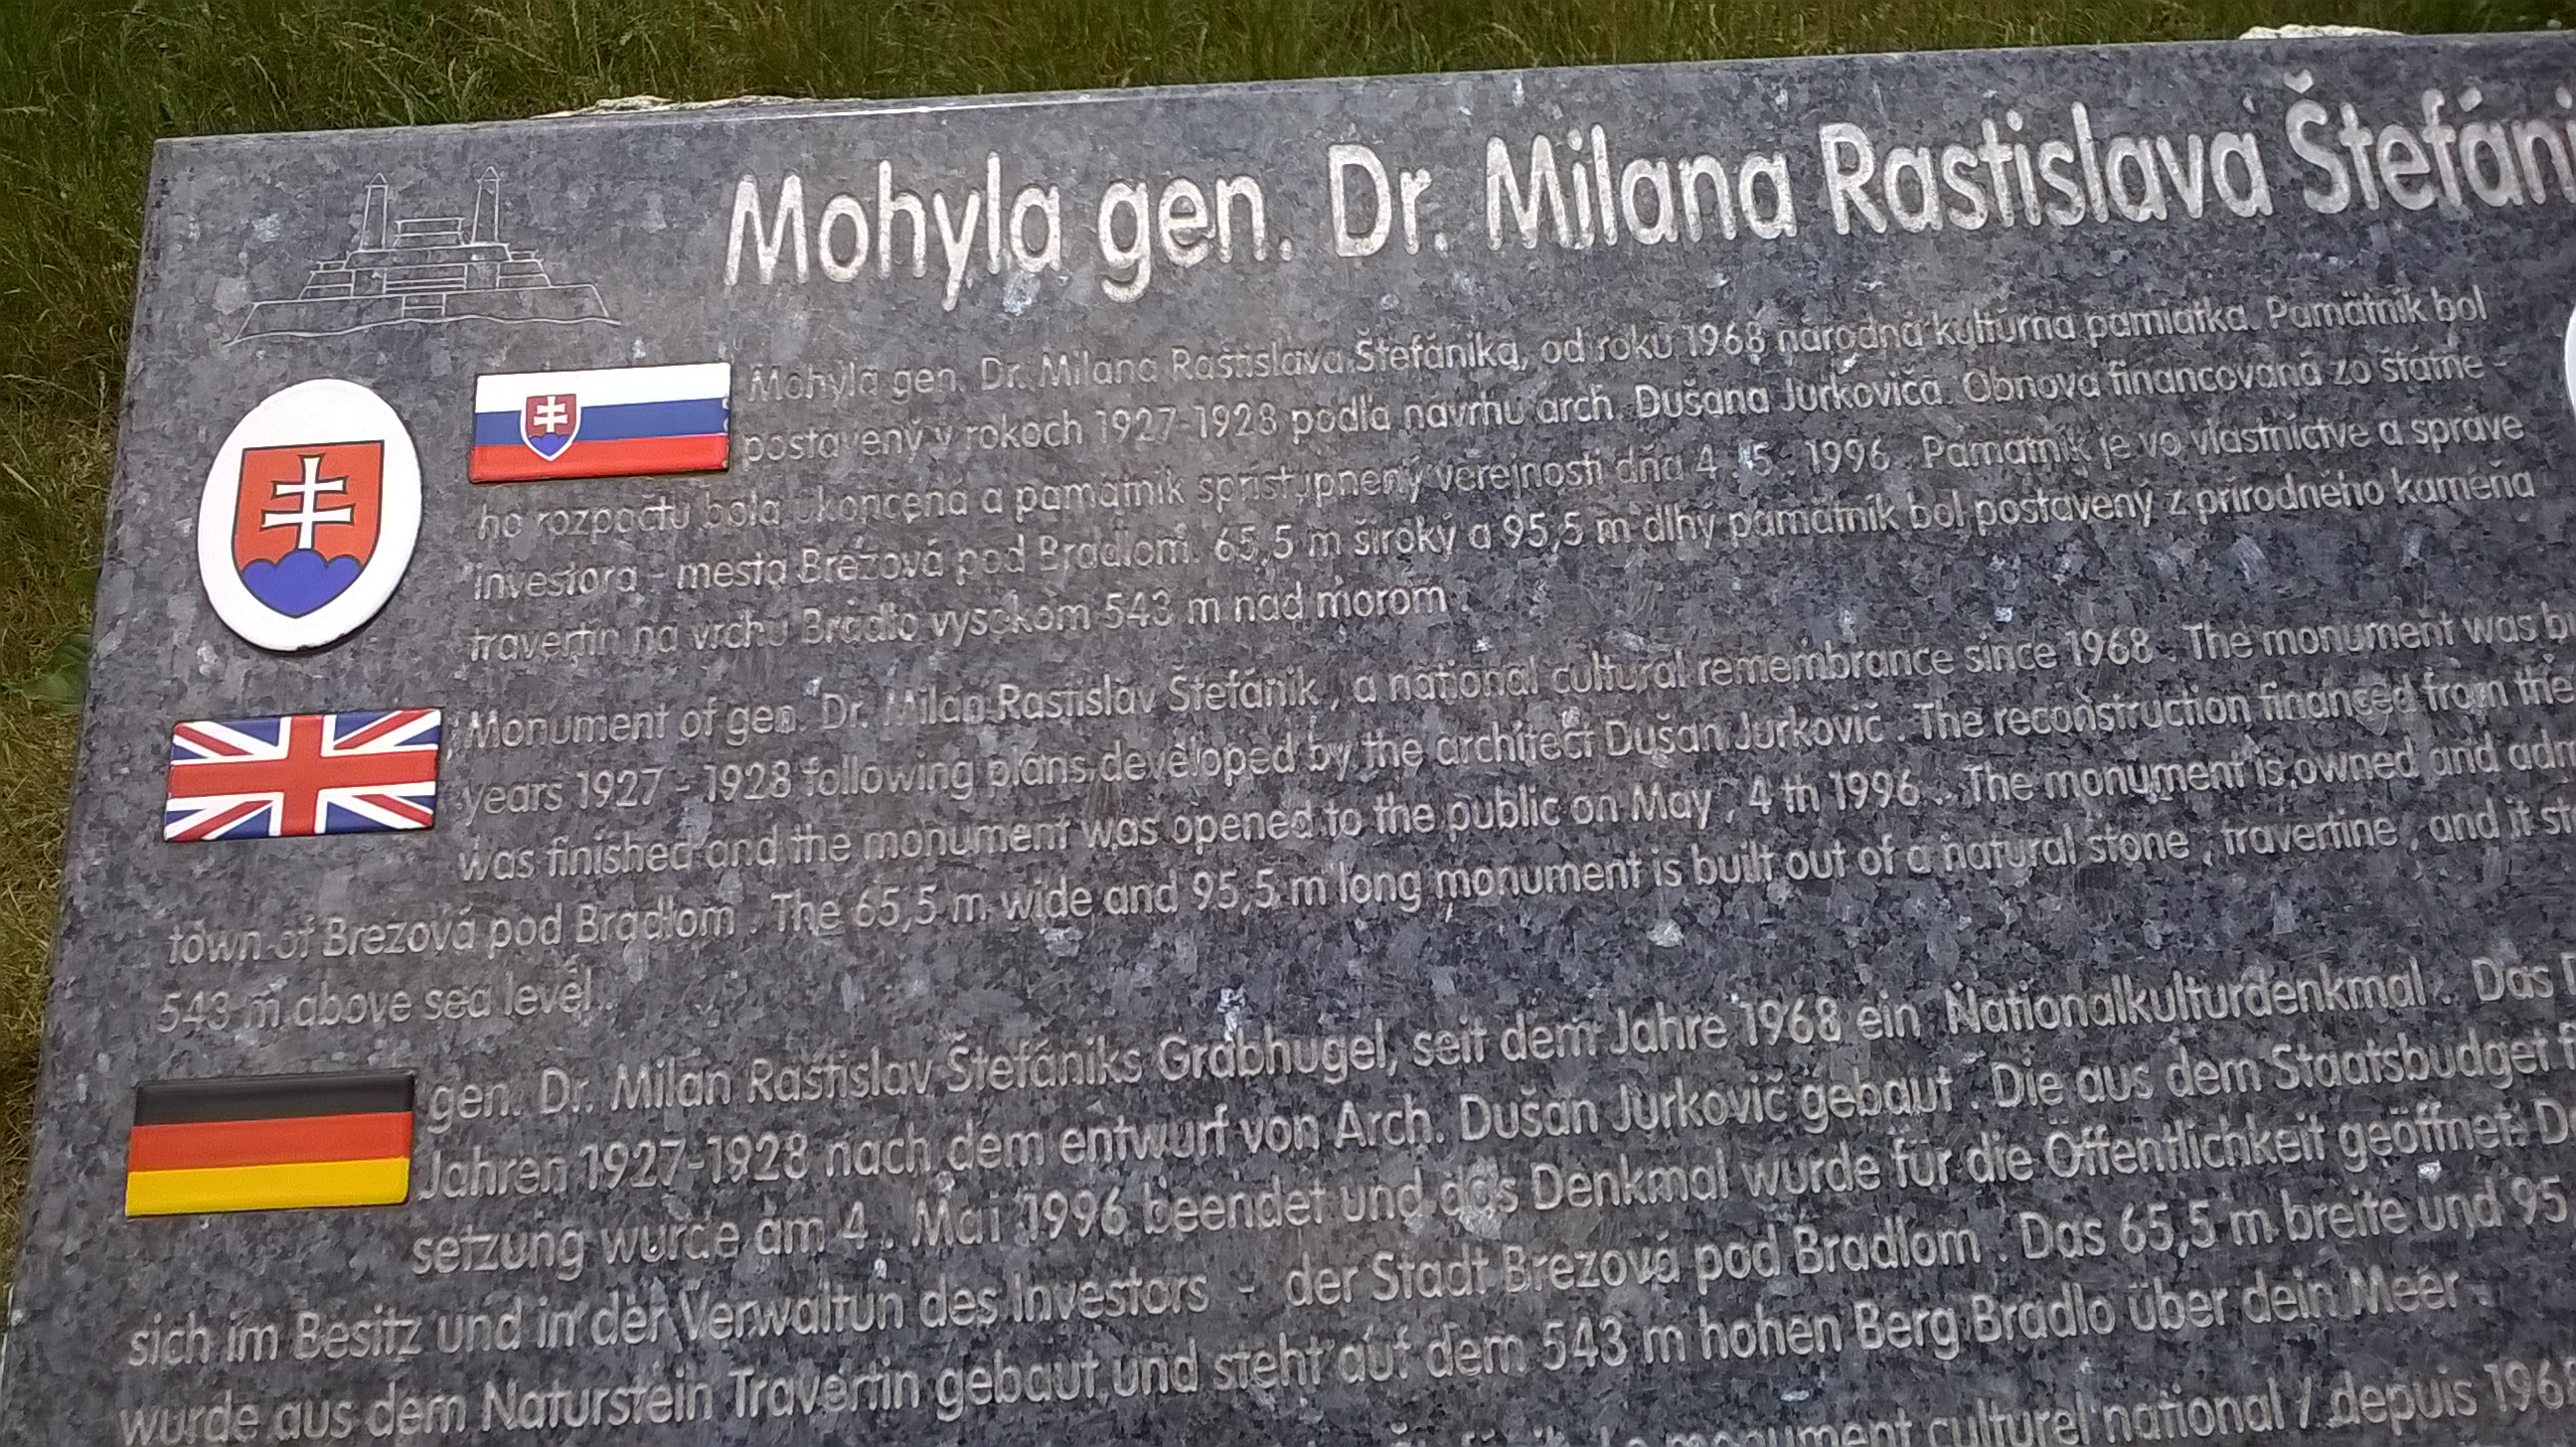 Mohyla gen. Dr. Milana Rastislava Štefáni
Mohyla gen. Dr. Milana Rastislava Štefánika, od roku 1968 národná kultúrna pamiatka. Pamätník bol
postavený v rokoch 1927-1928 podľa návrhu arch. Dušana Jurkoviča. Obnova financovaná zo štátne -
ho rozpočtu bola ukončená a pamätník sprístupnený verejnosti dňa 4 . 5 . 1996 . Pamätník je vo vlastníctve a správe
investora - mesta Brezová pod Bradlom. 65,5 m široký a 95,5 m dlhý pamätník bol postavený z prírodného kameňa
travertín na vrchu Bradlo vysokom 543 m nad morom .
Monument of gen. Dr. Milan Rastislav Štefánik , a national cultural remembrance since 1968 . The monument was b
years 1927 - 1928 following plans developed by the architect Dušan Jurkovič . The reconstruction financed from the
was finished and the monument was opened to the public on May , 4 th 1996 . The monument is owned and adm
town of Brezová pod Bradlom . The 65,5 m wide and 95,5 m long monument is built out of a natural stone , travertine , and it st
543 m above sea level .
gen. Dr. Milan Rastislav Štefániks Grabhugel, seit dem Jahre 1968 ein Nationalkulturdenkmal . Das
Jahren 1927-1928 nach dem entwurf von Arch. Dušan Jurkovič gebaut . Die aus dem Staatsbudget
setzung wurde am 4 . Mai 1996 beendet und das Denkmal wurde für die Öffentlichkeit geöffnet. D
sich im Besitz und in der Verwaltun des Investors - der Stadt Brezová pod Bradlom . Das 65,5 m breite und 95
wurde aus dem Naturstein Travertin gebaut und steht auf dem 543 m hohen Berg Bradlo über dein Meer .
monument culturel national / depuis 196